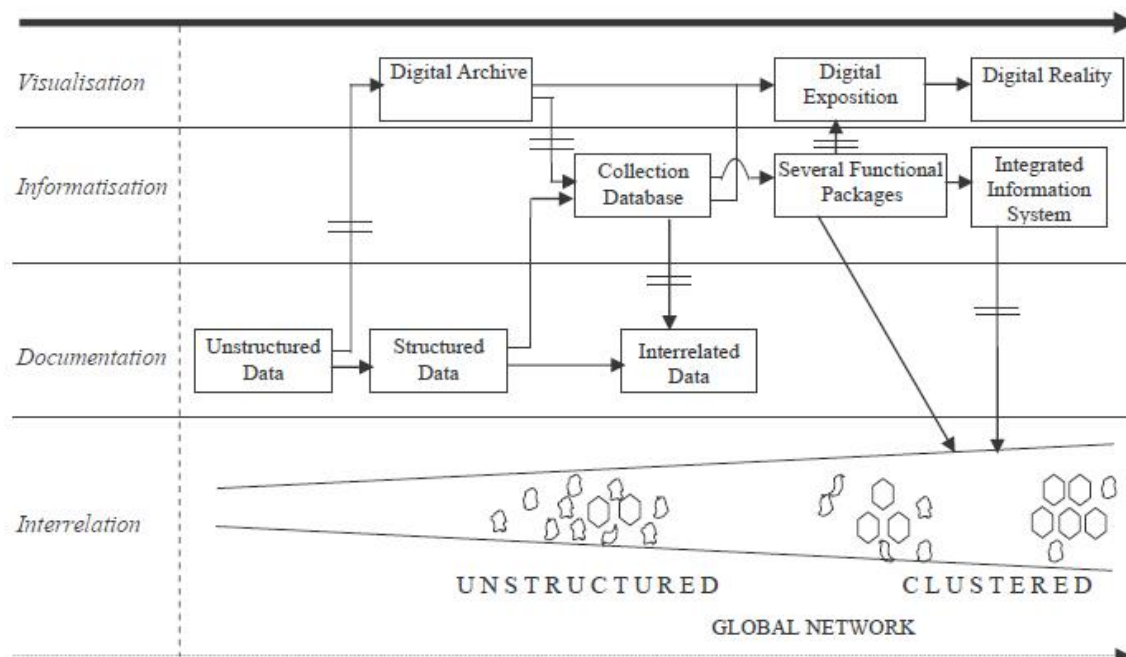 Visualisation
Digital Archive
Digital
Exposition
Digital Reality
Informatisation
Collection
Database
Several Functional
Packages
Integrated
Information
System
Documentation
Unstructured
Data
Structured
Data
Interrelated
Data
Interrelation
UNSTRUCTURED
CLUSTERED
GLOBAL NETWORK